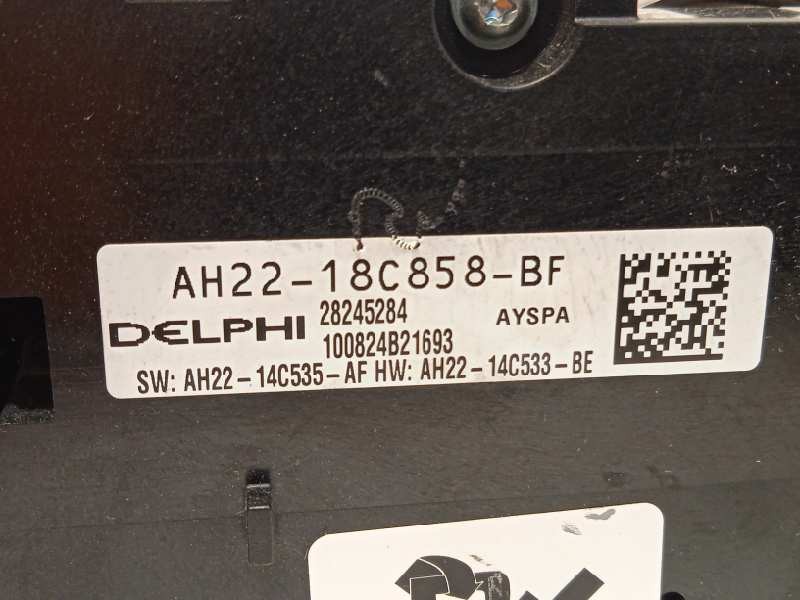 AH22-18C858-BF
DELPHI 28245284 AYSPA
100824B21693
SW: AH22-14C535-AF HW: AH22-14C533-BE